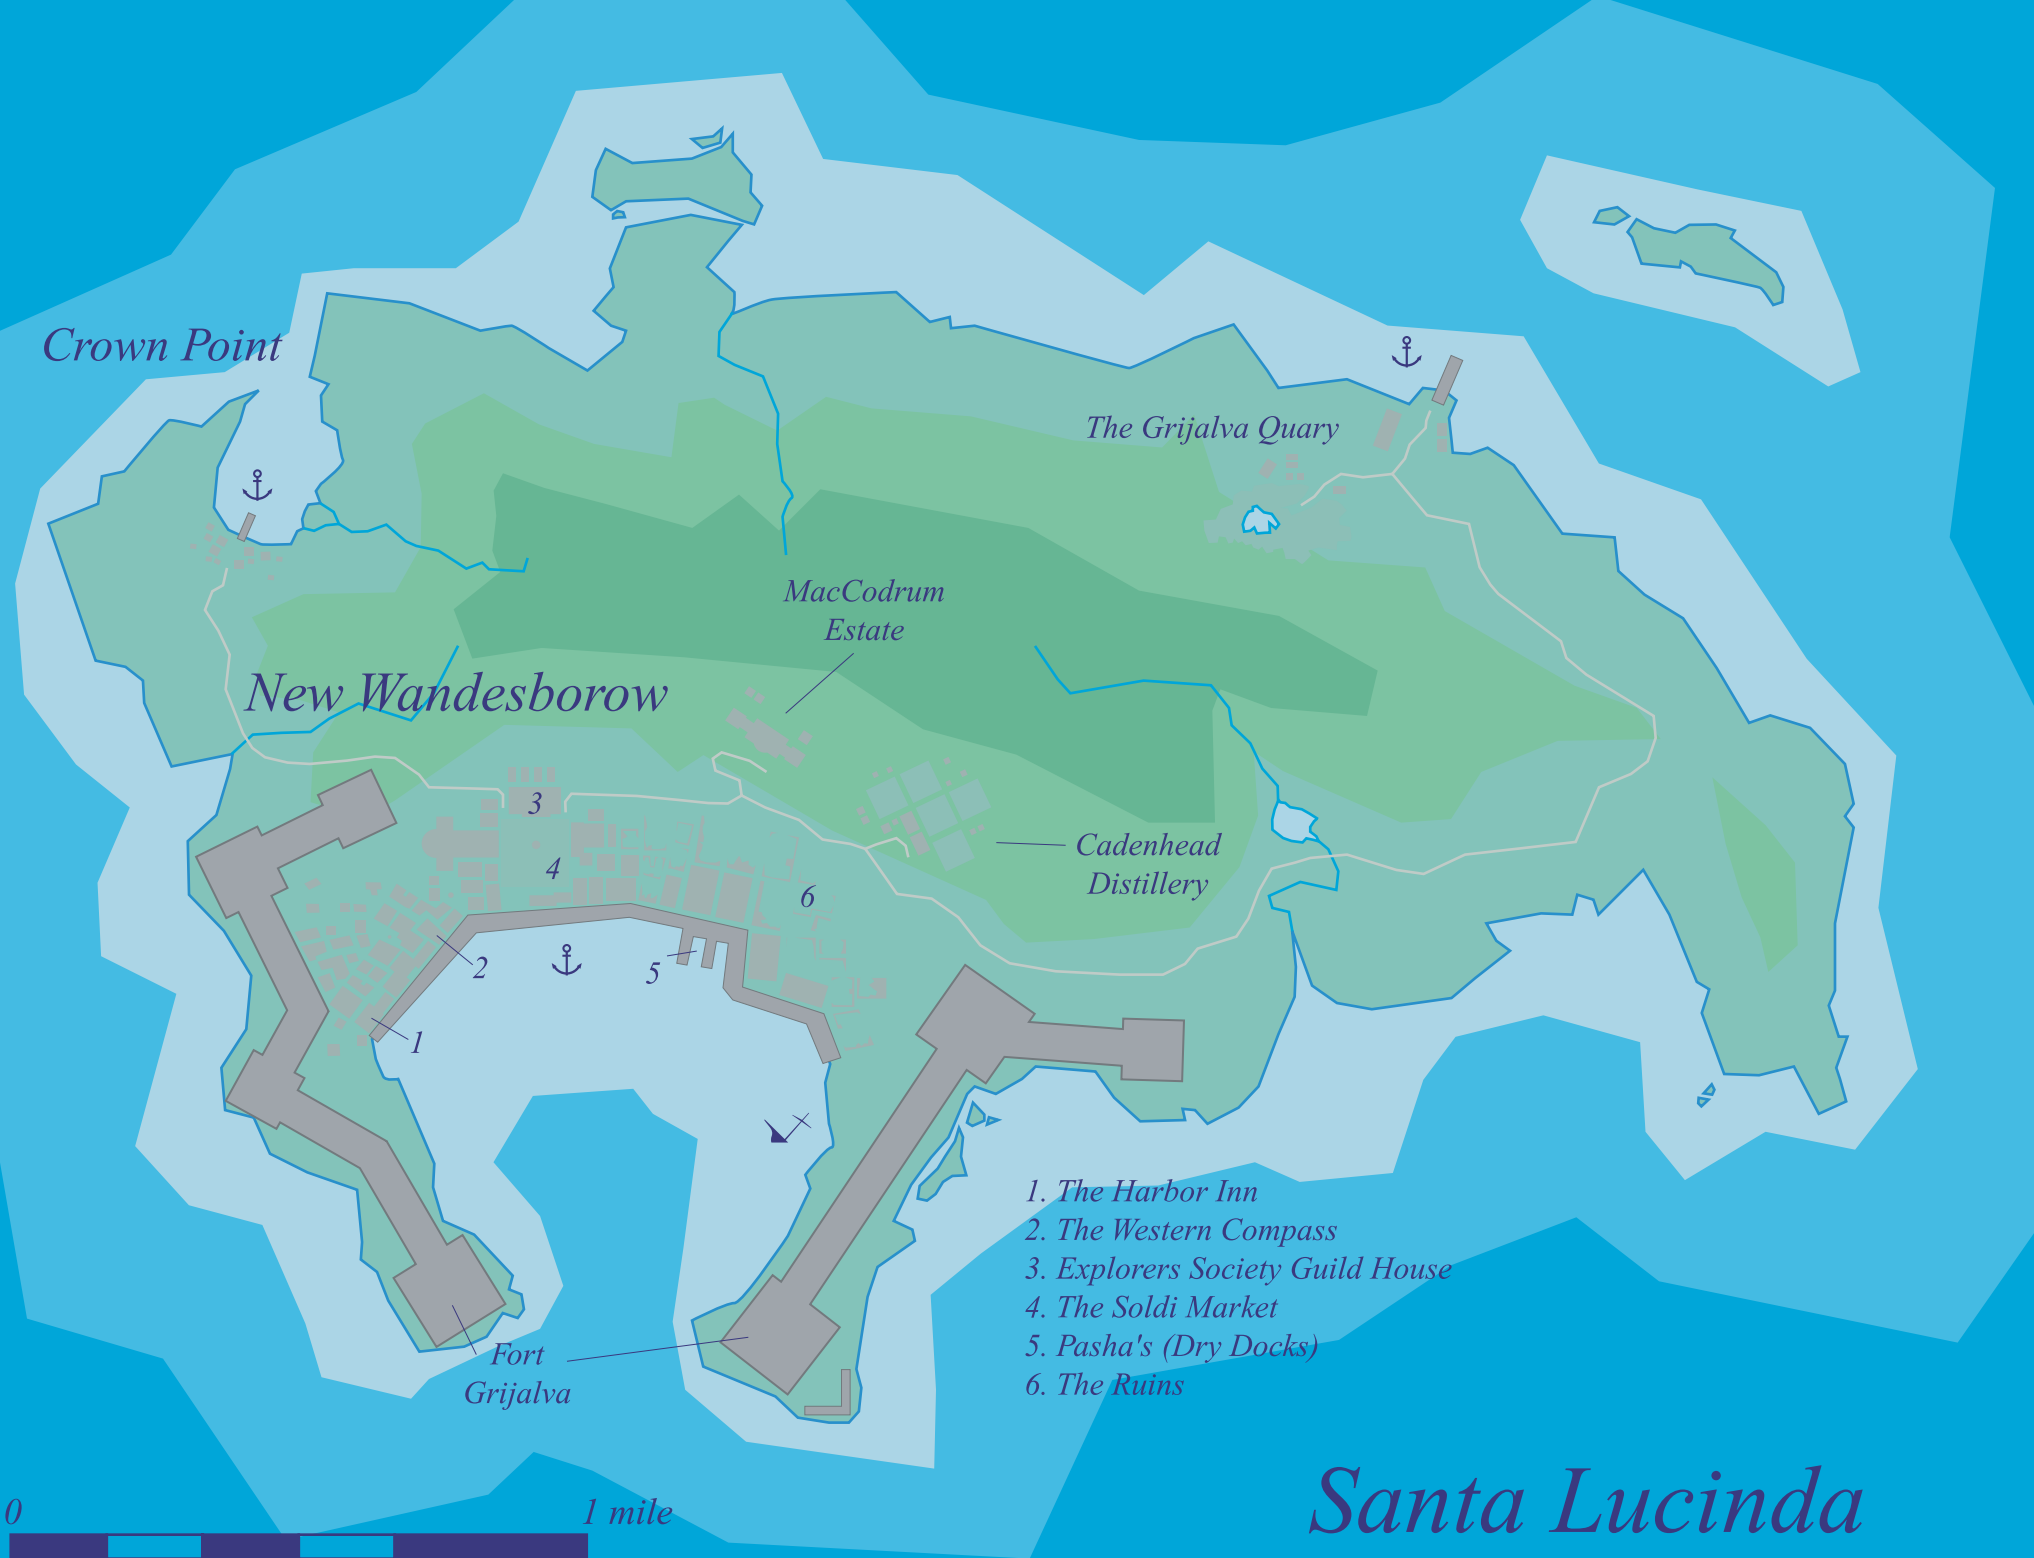 Crown Point
The Grijalva Quary
MacCodrum
Estate
New Wandesborow
3
4
Cadenhead
Distillery
6
2
5
1
1. The Harbor Inn
2. The Western Compass
3. Explorers Society Guild House
4. The Soldi Market
5. Pasha's (Dry Docks)
6. The Ruins
Fort
Grijalva
0
1 mile
Santa Lucinda